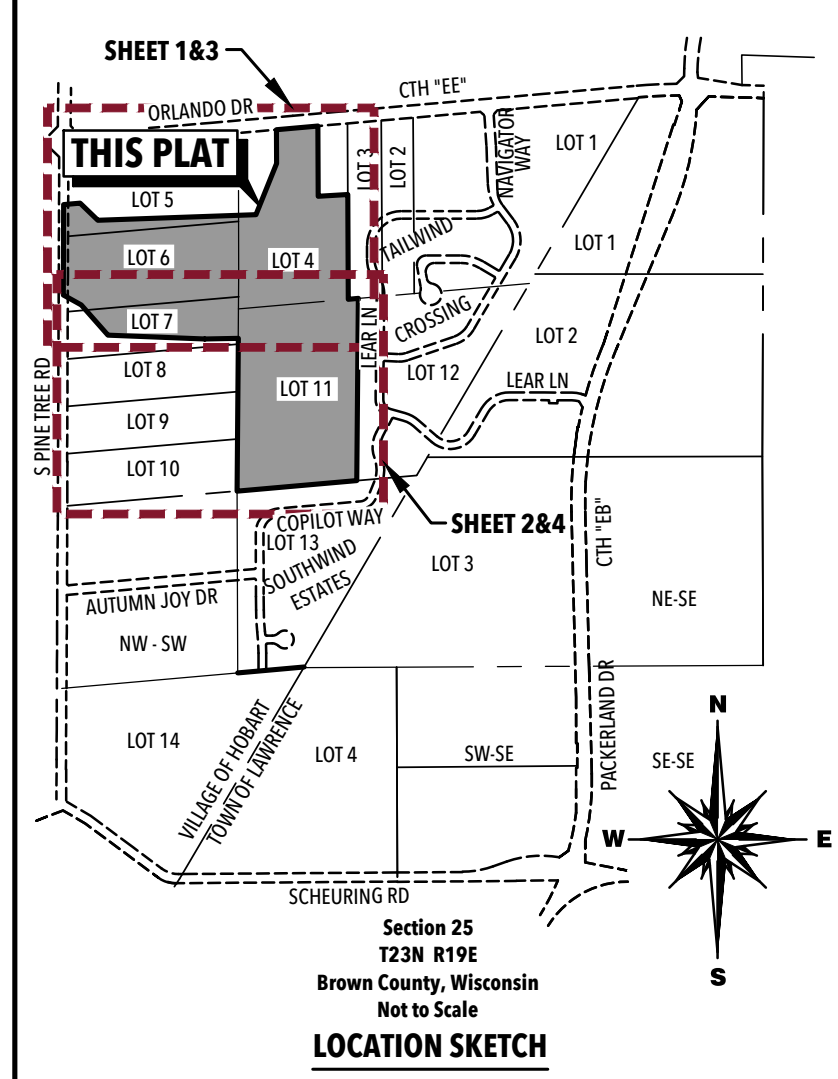 SHEET 1&3
CTH "EE"
ORLANDO DR
THIS PLAT
LOT 3
LOT 2
NAVIGATOR
WAY
LOT 1
LOT 5
TAILWIND
LOT 1
LOT 6
LOT 4
CROSSING
LOT 7
LEAR LN
LOT 2
LOT 8
LOT 12
LEAR LN
LOT 11
S PINE TREE RD
LOT 9
LOT 10
COPILOT WAY
SHEET 2&4
LOT 13
CTH "EB"
SOUTHWIND
ESTATES
LOT 3
AUTUMN JOY DR
NE-SE
NW - SW
LOT 14
VILLAGE OF HOBART
TOWN OF LAWRENCE
LOT 4
SW-SE
PACKERLAND DR
SE-SE
N
W
E
S
SCHEURING RD
Section 25
T23N R19E
Brown County, Wisconsin
Not to Scale
LOCATION SKETCH